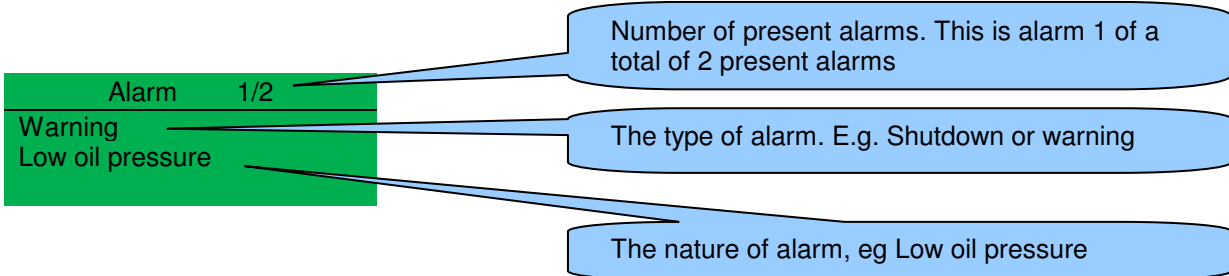 Number of present alarms. This is alarm 1 of a
total of 2 present alarms
Alarm 1/2
Warning
Low oil pressure
The type of alarm. E.g. Shutdown or warning
The nature of alarm, eg Low oil pressure